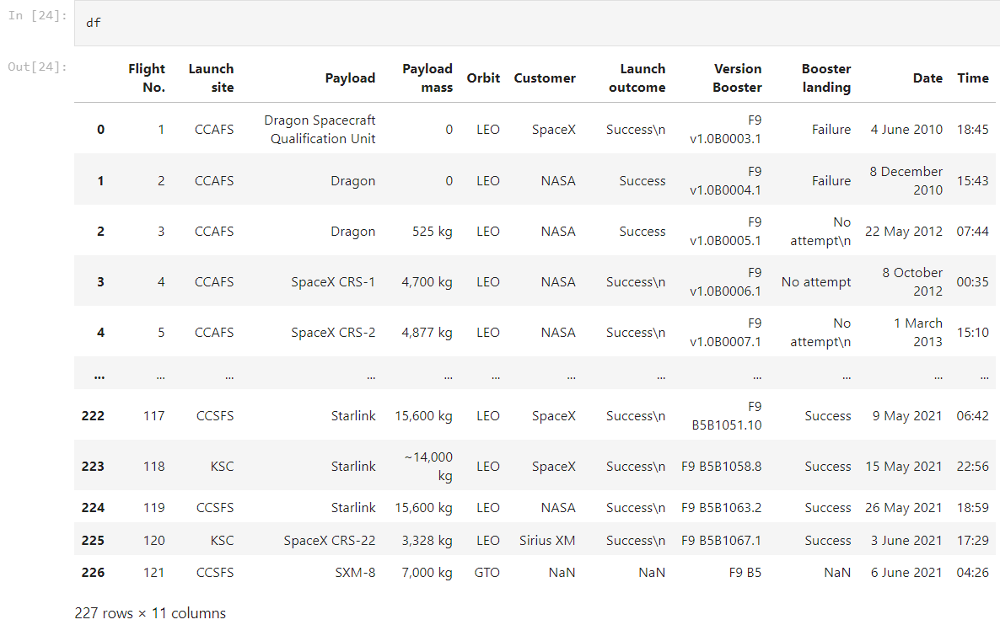 In [24]:
df
Out[24]:
Flight No. Launch site Payload Payload mass Orbit Customer Launch outcome Version Booster Booster landing Date Time
0 1 CCAFS Dragon Spacecraft Qualification Unit 0 LEO SpaceX Success\n F9 v1.0B0003.1 Failure 4 June 2010 18:45
1 2 CCAFS Dragon 0 LEO NASA Success F9 v1.0B0004.1 Failure 8 December 2010 15:43
2 3 CCAFS Dragon 525 kg LEO NASA Success F9 v1.0B0005.1 No attempt\n 22 May 2012 07:44
3 4 CCAFS SpaceX CRS-1 4,700 kg LEO NASA Success\n F9 v1.0B0006.1 No attempt 8 October 2012 00:35
4 5 CCAFS SpaceX CRS-2 4,877 kg LEO NASA Success\n F9 v1.0B0007.1 No attempt\n 1 March 2013 15:10
... ... ... ... ... ... ... ... ... ... ... ...
222 117 CCSFS Starlink 15,600 kg LEO SpaceX Success\n F9 B5B1051.10 Success 9 May 2021 06:42
223 118 KSC Starlink ~14,000 kg LEO SpaceX Success\n F9 B5B1058.8 Success 15 May 2021 22:56
224 119 CCSFS Starlink 15,600 kg LEO NASA Success\n F9 B5B1063.2 Success 26 May 2021 18:59
225 120 KSC SpaceX CRS-22 3,328 kg LEO Sirius XM Success\n F9 B5B1067.1 Success 3 June 2021 17:29
226 121 CCSFS SXM-8 7,000 kg GTO NaN NaN F9 B5 NaN 6 June 2021 04:26
227 rows × 11 columns